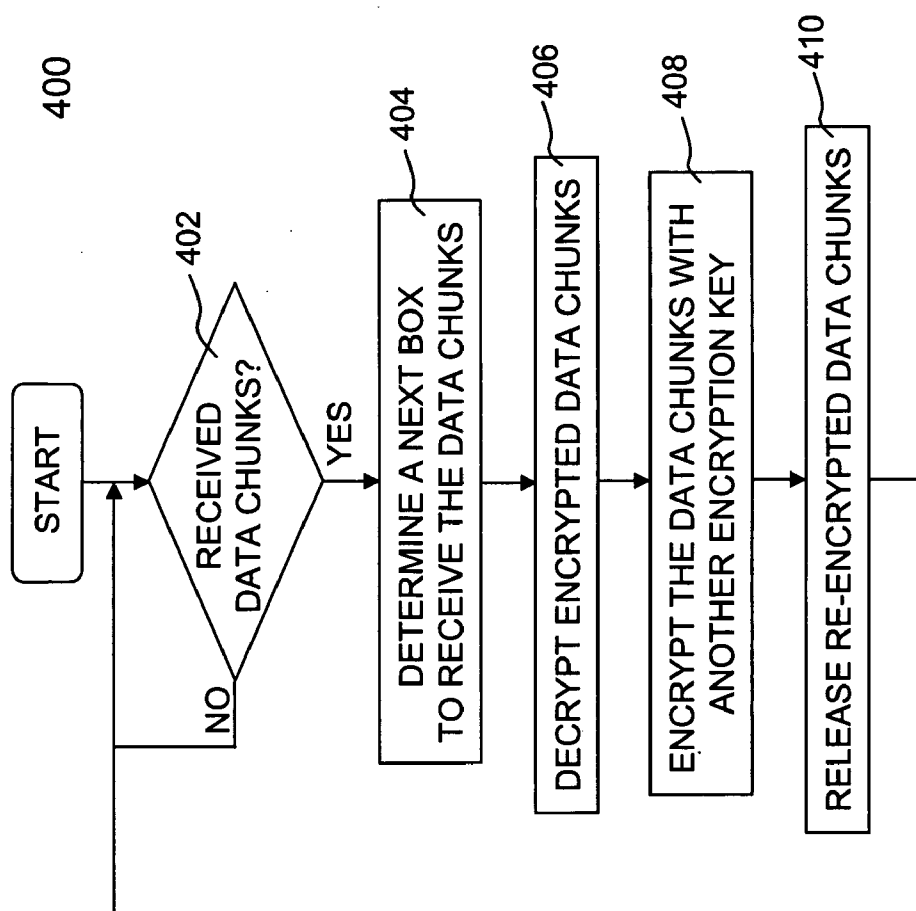 400
START
402
RECEIVED
DATA CHUNKS?
NO
YES
404
DETERMINE A NEXT BOX
TO RECEIVE THE DATA CHUNKS
406
DECRYPT ENCRYPTED DATA CHUNKS
408
ENCRYPT THE DATA CHUNKS WITH
ANOTHER ENCRYPTION KEY
410
RELEASE RE-ENCRYPTED DATA CHUNKS